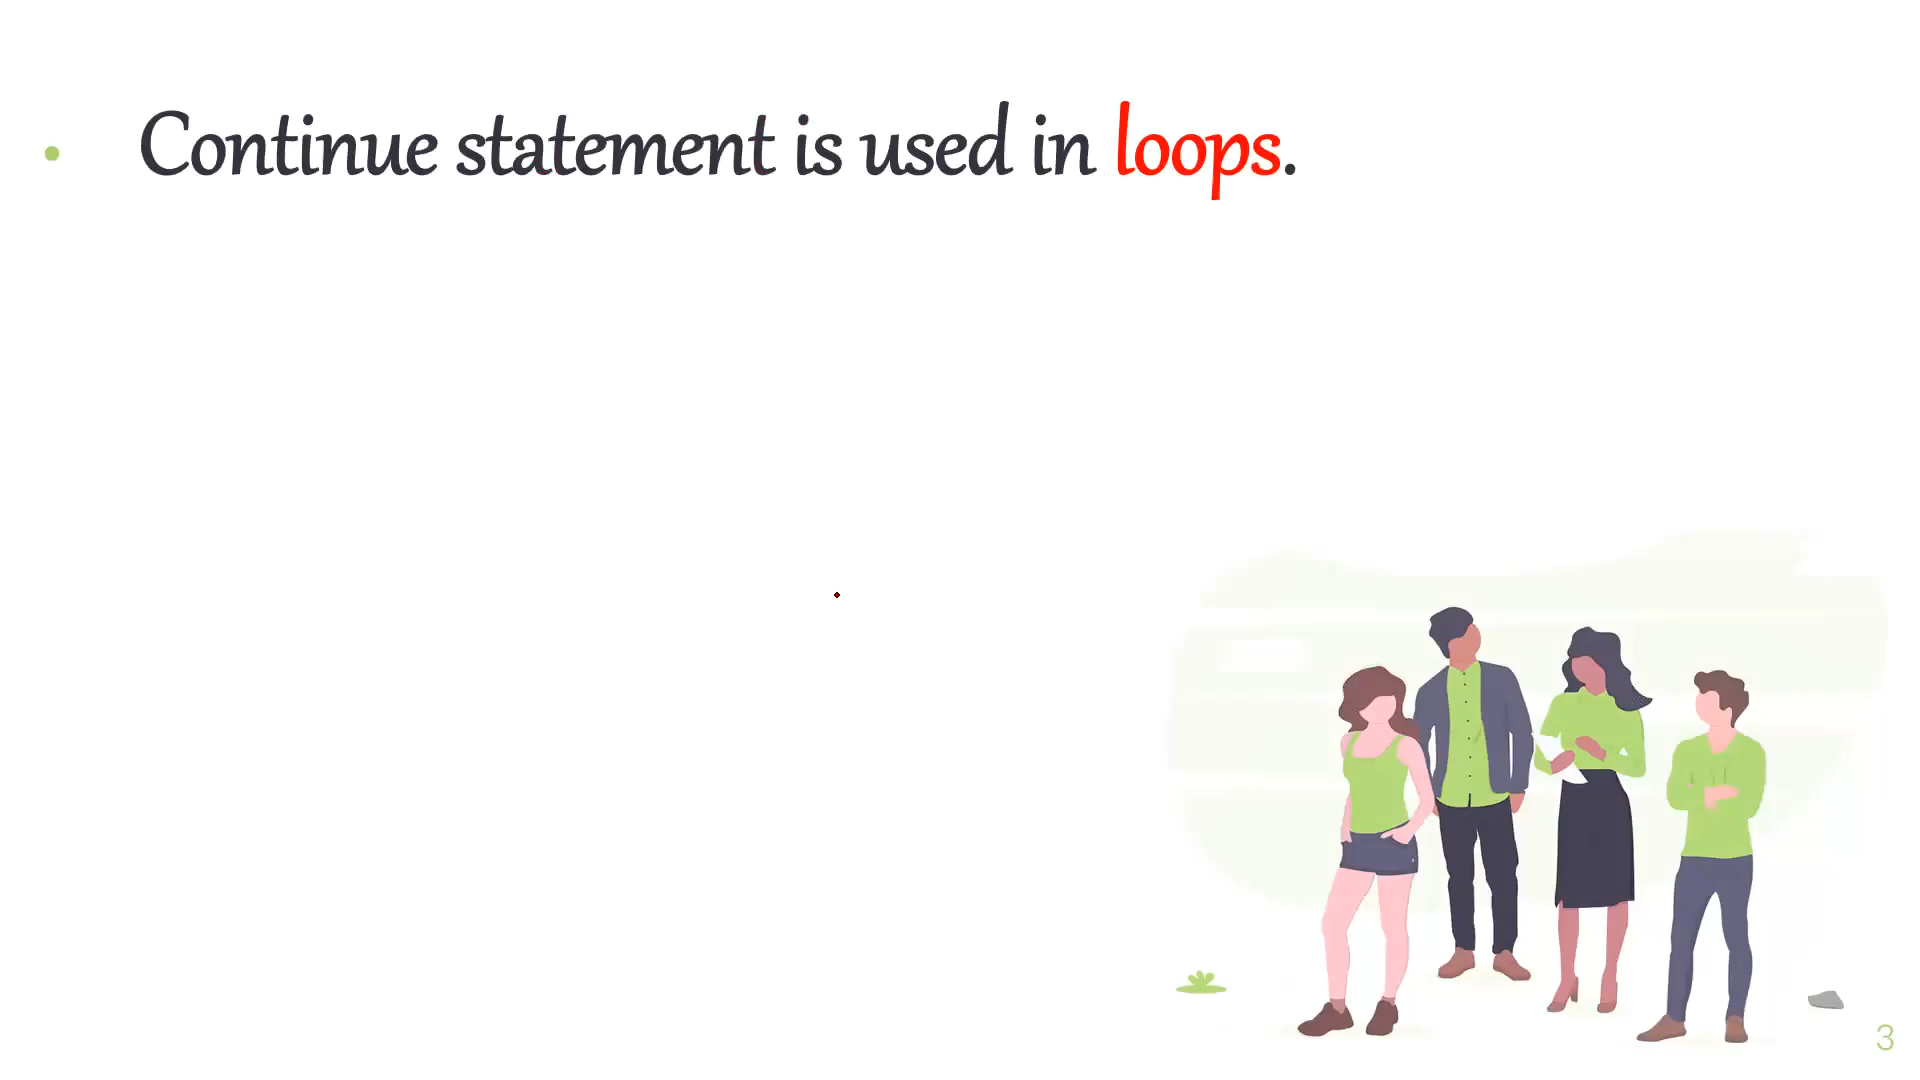 • Continue statement is used in loops.
3